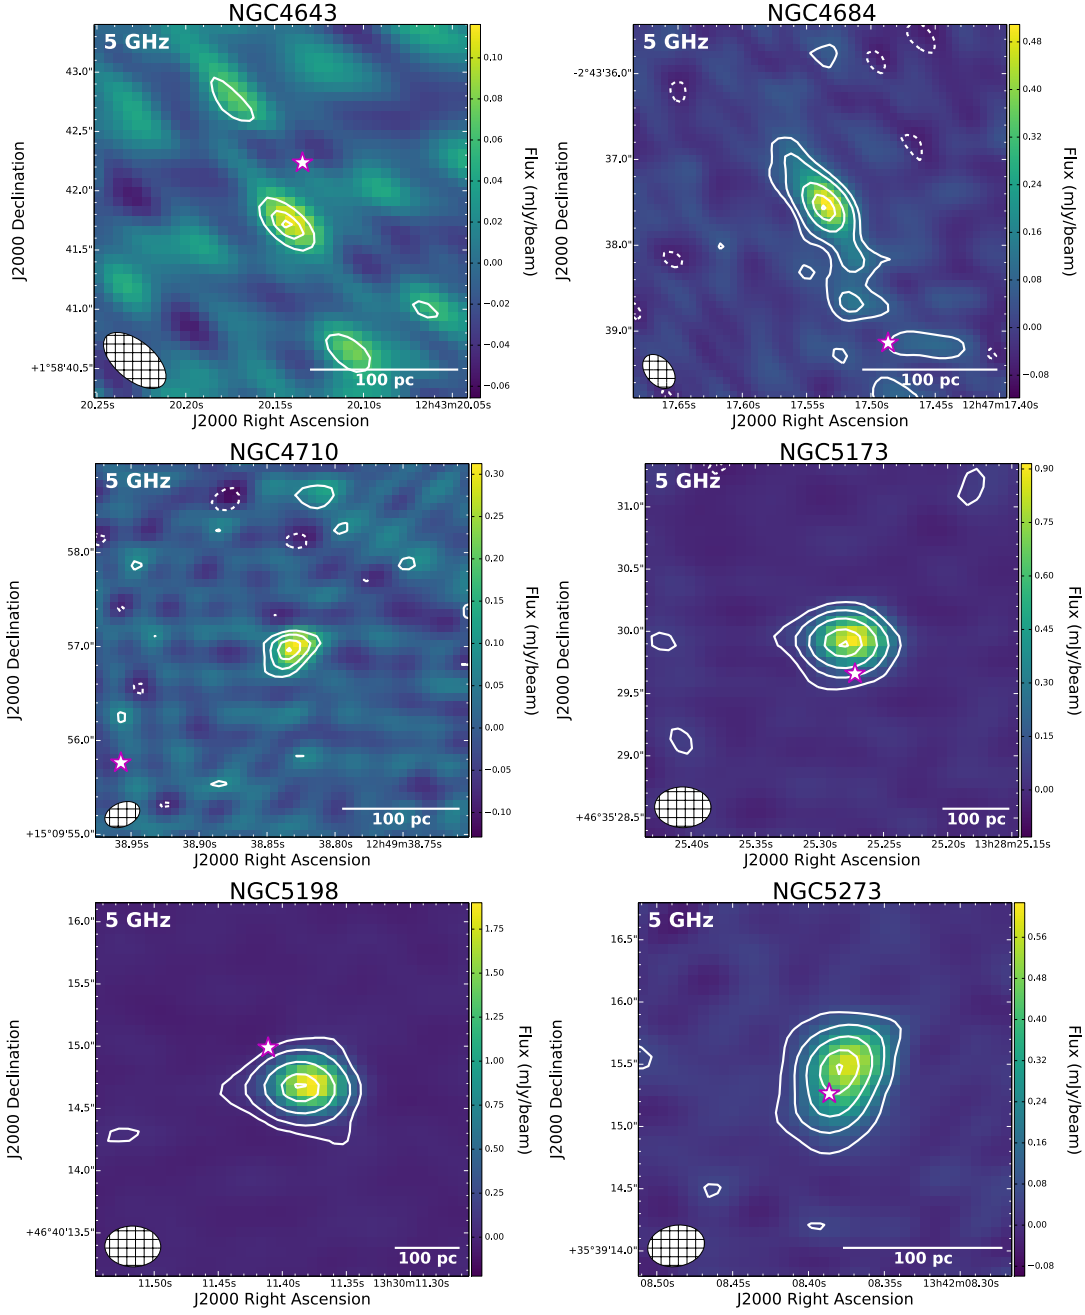 NGC4643
5 GHz
43.0"
42.5"
42.0"
41.5"
41.0"
+1°58'40.5"
20.25s 20.20s 20.15s 20.10s 12h43m20.05s
J2000 Right Ascension
J2000 Declination
100 pc
0.10
0.08
0.06
0.04
0.02
0.00
−0.02
−0.04
−0.06
Flux (mJy/beam)
NGC4684
5 GHz
-2°43'36.0"
37.0"
38.0"
39.0"
17.65s 17.60s 17.55s 17.50s 17.45s 12h47m17.40s
J2000 Right Ascension
J2000 Declination
100 pc
0.48
0.40
0.32
0.24
0.16
0.08
0.00
−0.08
Flux (mJy/beam)
NGC4710
5 GHz
58.0"
57.0"
56.0"
+15°09'55.0"
38.95s 38.90s 38.85s 38.80s 12h49m38.75s
J2000 Right Ascension
J2000 Declination
100 pc
0.30
0.25
0.20
0.15
0.10
0.05
0.00
−0.05
−0.10
Flux (mJy/beam)
NGC5173
5 GHz
31.0"
30.5"
30.0"
29.5"
29.0"
+46°35'28.5"
25.40s 25.35s 25.30s 25.25s 25.20s 13h28m25.15s
J2000 Right Ascension
J2000 Declination
100 pc
0.90
0.75
0.60
0.45
0.30
0.15
0.00
Flux (mJy/beam)
NGC5198
5 GHz
16.0"
15.5"
15.0"
14.5"
14.0"
+46°40'13.5"
11.50s 11.45s 11.40s 11.35s 13h30m11.30s
J2000 Right Ascension
J2000 Declination
100 pc
1.75
1.50
1.25
1.00
0.75
0.50
0.25
0.00
Flux (mJy/beam)
NGC5273
5 GHz
16.5"
16.0"
15.5"
15.0"
14.5"
+35°39'14.0"
08.50s 08.45s 08.40s 08.35s 13h42m08.30s
J2000 Right Ascension
J2000 Declination
100 pc
0.56
0.48
0.40
0.32
0.24
0.16
0.08
0.00
−0.08
Flux (mJy/beam)